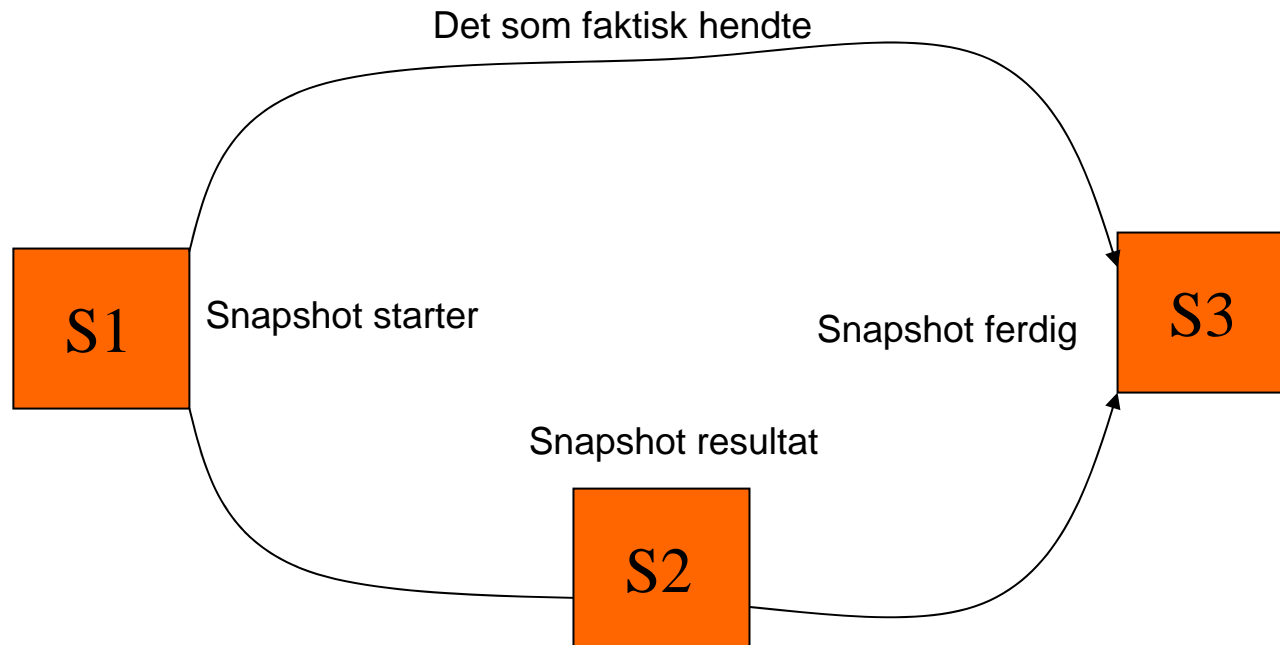 Det som faktisk hendte
S1
Snapshot starter
Snapshot ferdig
S3
Snapshot resultat
S2